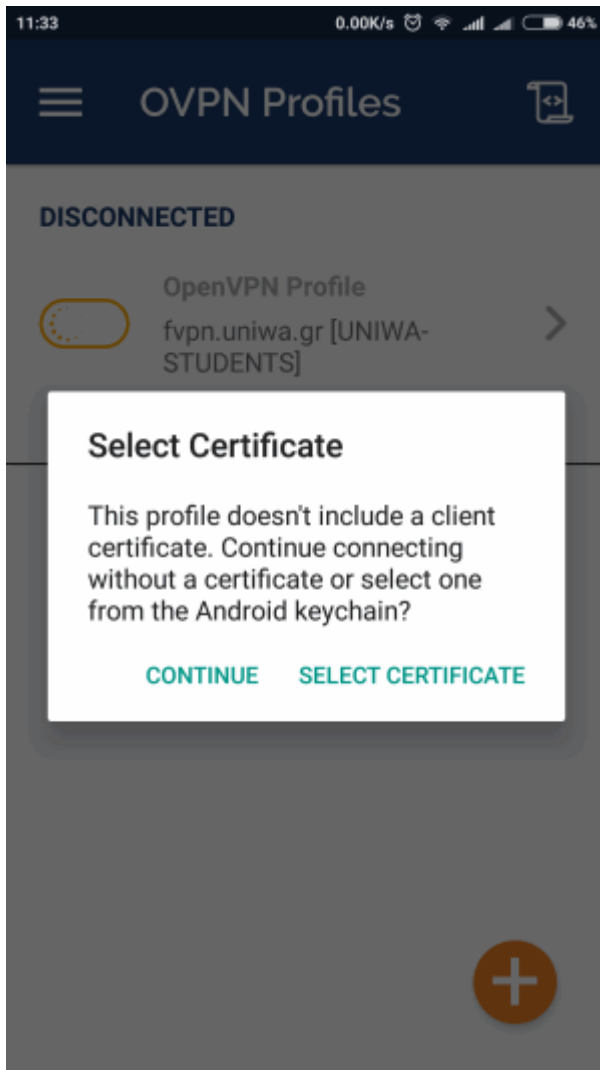 11:33 0.00K/s 46%
OVPN Profiles
DISCONNECTED
OpenVPN Profile
fvpn.uniwa.gr [UNIWA-
STUDENTS]
Select Certificate
This profile doesn't include a client
certificate. Continue connecting
without a certificate or select one
from the Android keychain?
CONTINUE SELECT CERTIFICATE